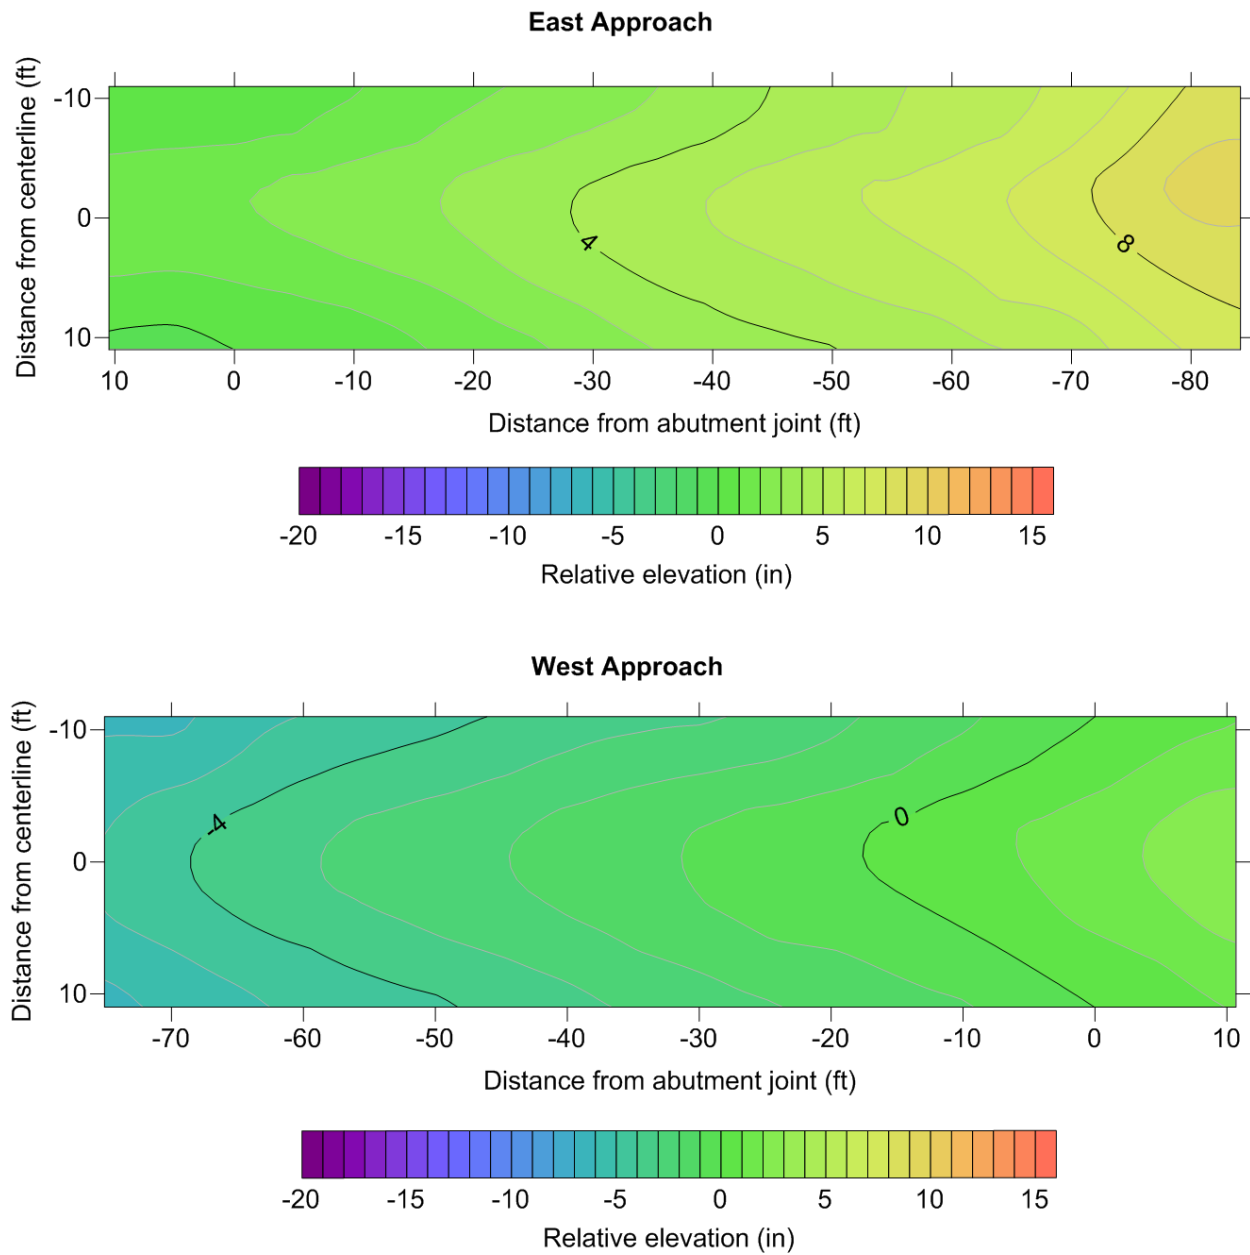 East Approach
Distance from centerline (ft)
-10
0
10
4
8
10 0 -10 -20 -30 -40 -50 -60 -70 -80
Distance from abutment joint (ft)
-20 -15 -10 -5 0 5 10 15
Relative elevation (in)
West Approach
Distance from centerline (ft)
-10
0
10
-4
0
-70 -60 -50 -40 -30 -20 -10 0 10
Distance from abutment joint (ft)
-20 -15 -10 -5 0 5 10 15
Relative elevation (in)